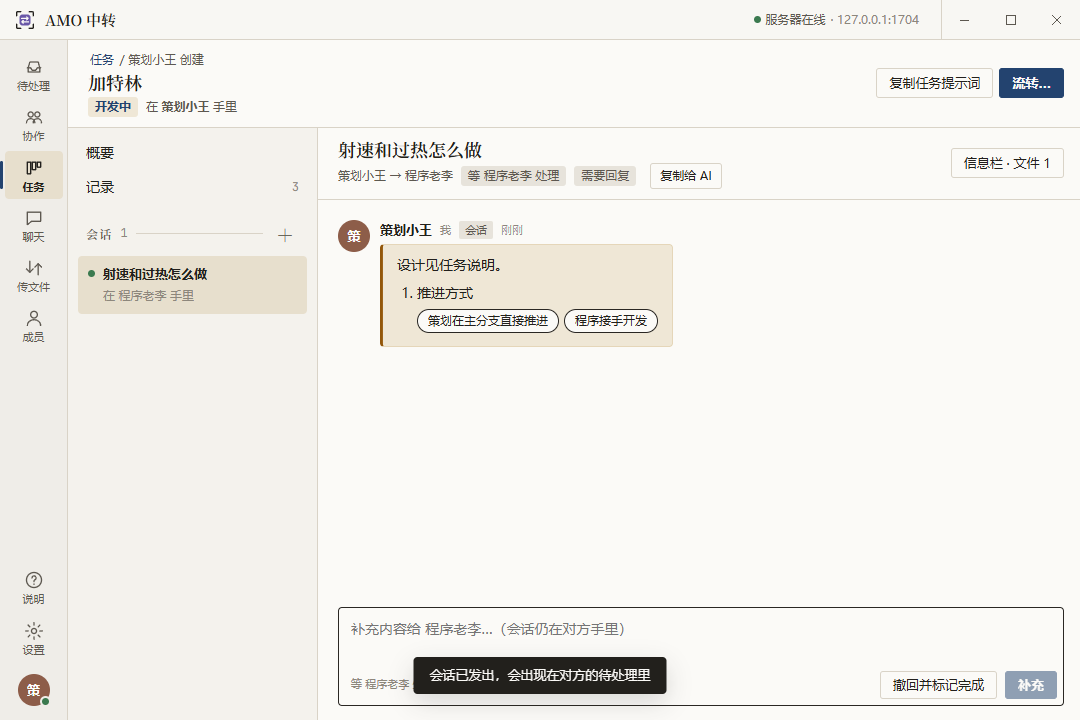 AMO 中转
服务器在线 · 127.0.0.1:1704
待处理
协作
任务
聊天
传文件
成员
说明
设置
策
任务 / 策划小王 创建
加特林
开发中 在 策划小王 手里
复制任务提示词
流转...
概要
记录 3
会话 1
射速和过热怎么做
在 程序老李 手里
射速和过热怎么做
策划小王 → 程序老李 等 程序老李 处理 需要回复 复制给 AI
信息栏 · 文件 1
策
策划小王 我 会话 刚刚
设计见任务说明。
1. 推进方式
策划在主分支直接推进 程序接手开发
补充内容给 程序老李...（会话仍在对方手里）
等 程序老李
会话已发出，会出现在对方的待处理里
撤回并标记完成
补充